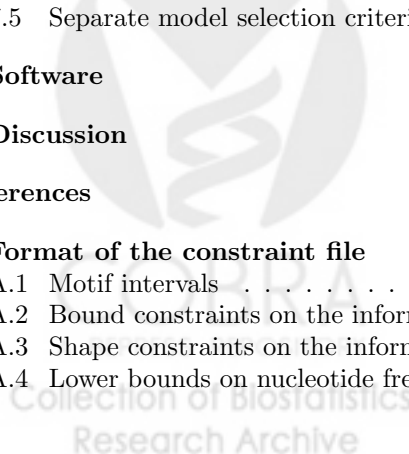 .5 Separate model selection criteri
Software
Discussion
erences
Format of the constraint file
A.1 Motif intervals . . . . . . . .
A.2 Bound constraints on the inform
A.3 Shape constraints on the inform
A.4 Lower bounds on nucleotide fre
COBRA
Collection of Biostatistics
Research Archive